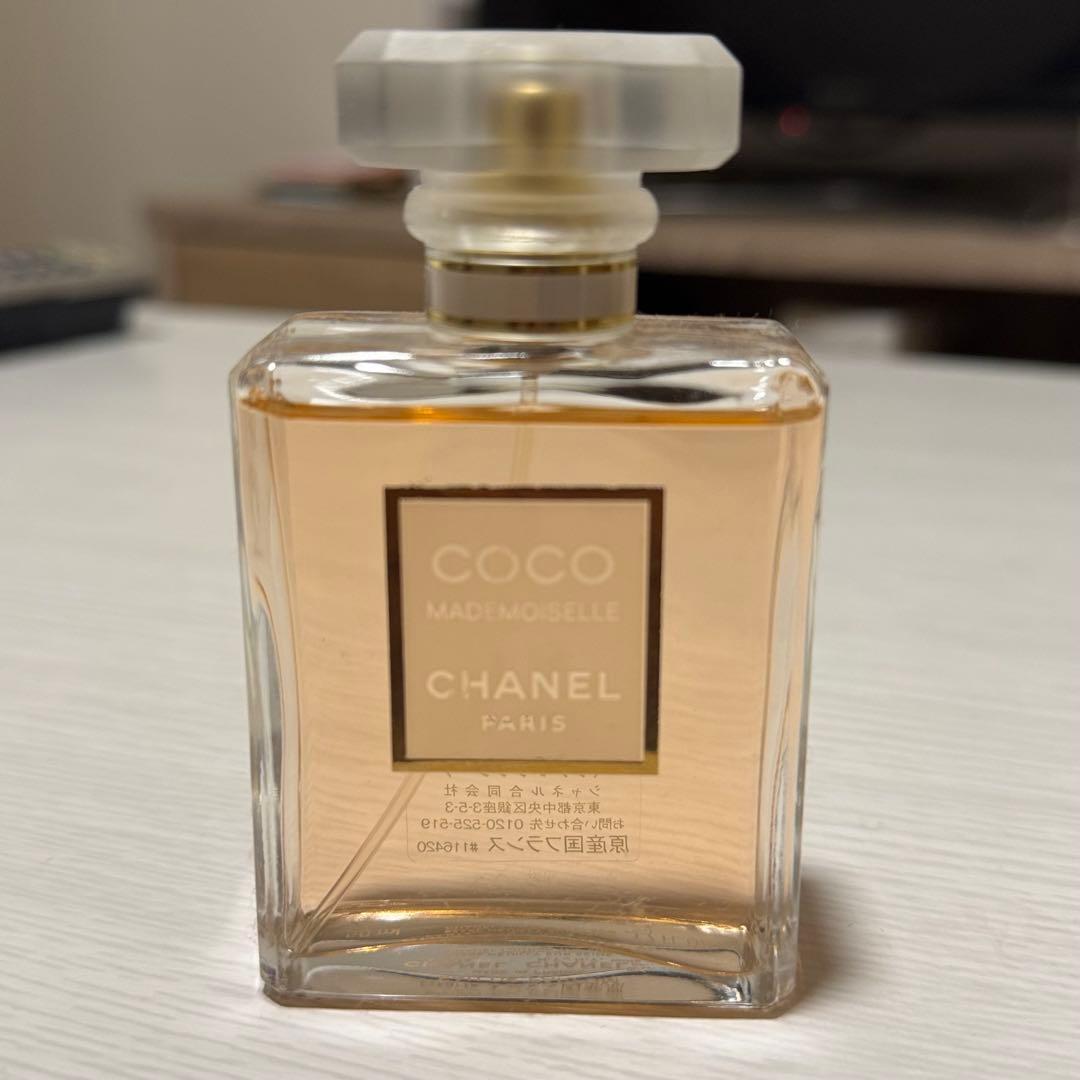 COCO
MADEMOISELLE
CHANEL
PARIS
シャネル合同会社
東京都中央区銀座3-5-3
お問い合わせ先 0120-525-519
原産国フランス #116420